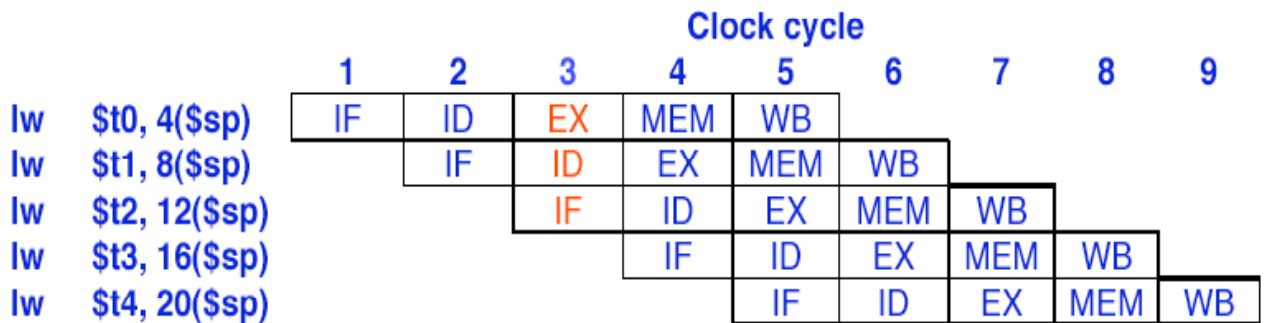 Clock cycle
1 2 3 4 5 6 7 8 9
lw $t0, 4($sp) IF ID EX MEM WB
lw $t1, 8($sp) IF ID EX MEM WB
lw $t2, 12($sp) IF ID EX MEM WB
lw $t3, 16($sp) IF ID EX MEM WB
lw $t4, 20($sp) IF ID EX MEM WB